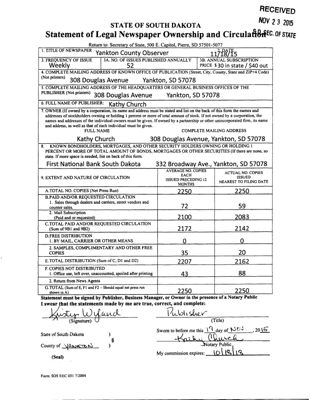 RECEIVED
NOV 23 2015
S.D. SEC. OF STATE
STATE OF SOUTH DAKOTA
Statement of Legal Newspaper Ownership and Circulation
Return to: Secretary of State, 500 E. Capitol, Pierre, SD 57501-5077
1. TITLE OF NEWSPAPER Yankton County Observer
2. DATE 11/18/15
3. FREQUENCY OF ISSUE Weekly
3A. NO. OF ISSUES PUBLISHED ANNUALLY 52
3B. ANNUAL SUBSCRIPTION PRICE $30 in state / $40 out
4. COMPLETE MAILING ADDRESS OF KNOWN OFFICE OF PUBLICATION (Street, City, County, State and ZIP+4 Code)
(Not printers) 308 Douglas Avenue Yankton, SD 57078
5. COMPLETE MAILING ADDRESS OF THE HEADQUARTERS OR GENERAL BUSINESS OFFICES OF THE
PUBLISHER (Not printers) 308 Douglas Avenue Yankton, SD 57078
6. FULL NAME OF PUBLISHER: Kathy Church
7. OWNER (If owned by a corporation, its name and address must be stated and also on the back of this form the names and
addresses of stockholders owning or holding 1 percent or more of total amount of stock. If not owned by a corporation, the
names and addresses of the individual owners must be given. If owned by a partnership or other unincorporated firm, its name
and address, as well as that of each individual must be given.
FULL NAME COMPLETE MAILING ADDRESS
Kathy Church 308 Douglas Avenue, Yankton, SD 57078
8. KNOWN BONDHOLDERS, MORTGAGES, AND OTHER SECURITY HOLDERS OWNING OR HOLDING 1
PERCENT OR MORE OF TOTAL AMOUNT OF BONDS, MORTGAGES OR OTHER SECURITIES (If there are none, so
state. If more space is needed, list on back of this form.
First National Bank South Dakota 332 Broadway Ave., Yankton, SD 57078
9. EXTENT AND NATURE OF CIRCULATION
AVERAGE NO. COPIES EACH ISSUED PRECEDING 12 MONTHS
ACTUAL NO. COPIES ISSUED NEAREST TO FILING DATE
A. TOTAL NO. COPIES (Net Press Run) 2250 2250
B. PAID AND/OR REQUESTED CIRCULATION
1. Sales through dealers and carriers, street vendors and
counter sales. 72 59
2. Mail Subscription
(Paid and or requested) 2100 2083
C. TOTAL PAID AND/OR REQUESTED CIRCULATION
(Sum of 9B1 and 9B2) 2172 2142
D. FREE DISTRIBUTION
1. BY MAIL, CARRIER OR OTHER MEANS 0 0
2. SAMPLES, COMPLIMENTARY AND OTHER FREE
COPIES 35 20
E. TOTAL DISTRIBUTION (Sum of C, D1 and D2) 2207 2162
F. COPIES NOT DISTRIBUTED
1. Office use, left over, unaccounted, spoiled after printing 43 88
2. Return from News Agents
G. TOTAL (Sum of E, F1 and F2 - Should equal net press run
shown in A) 2250 2250
Statement must be signed by Publisher, Business Manager, or Owner in the presence of a Notary Public
I swear that the statements made by me are true, correct, and complete:
Publisher
(Signature) (Title)
State of South Dakota )
County of Yankton )
(Seal)
Sworn to before me this 19 day of Nov, 2015
Kathy Church
Notary Public
My commission expires: 10/18/18